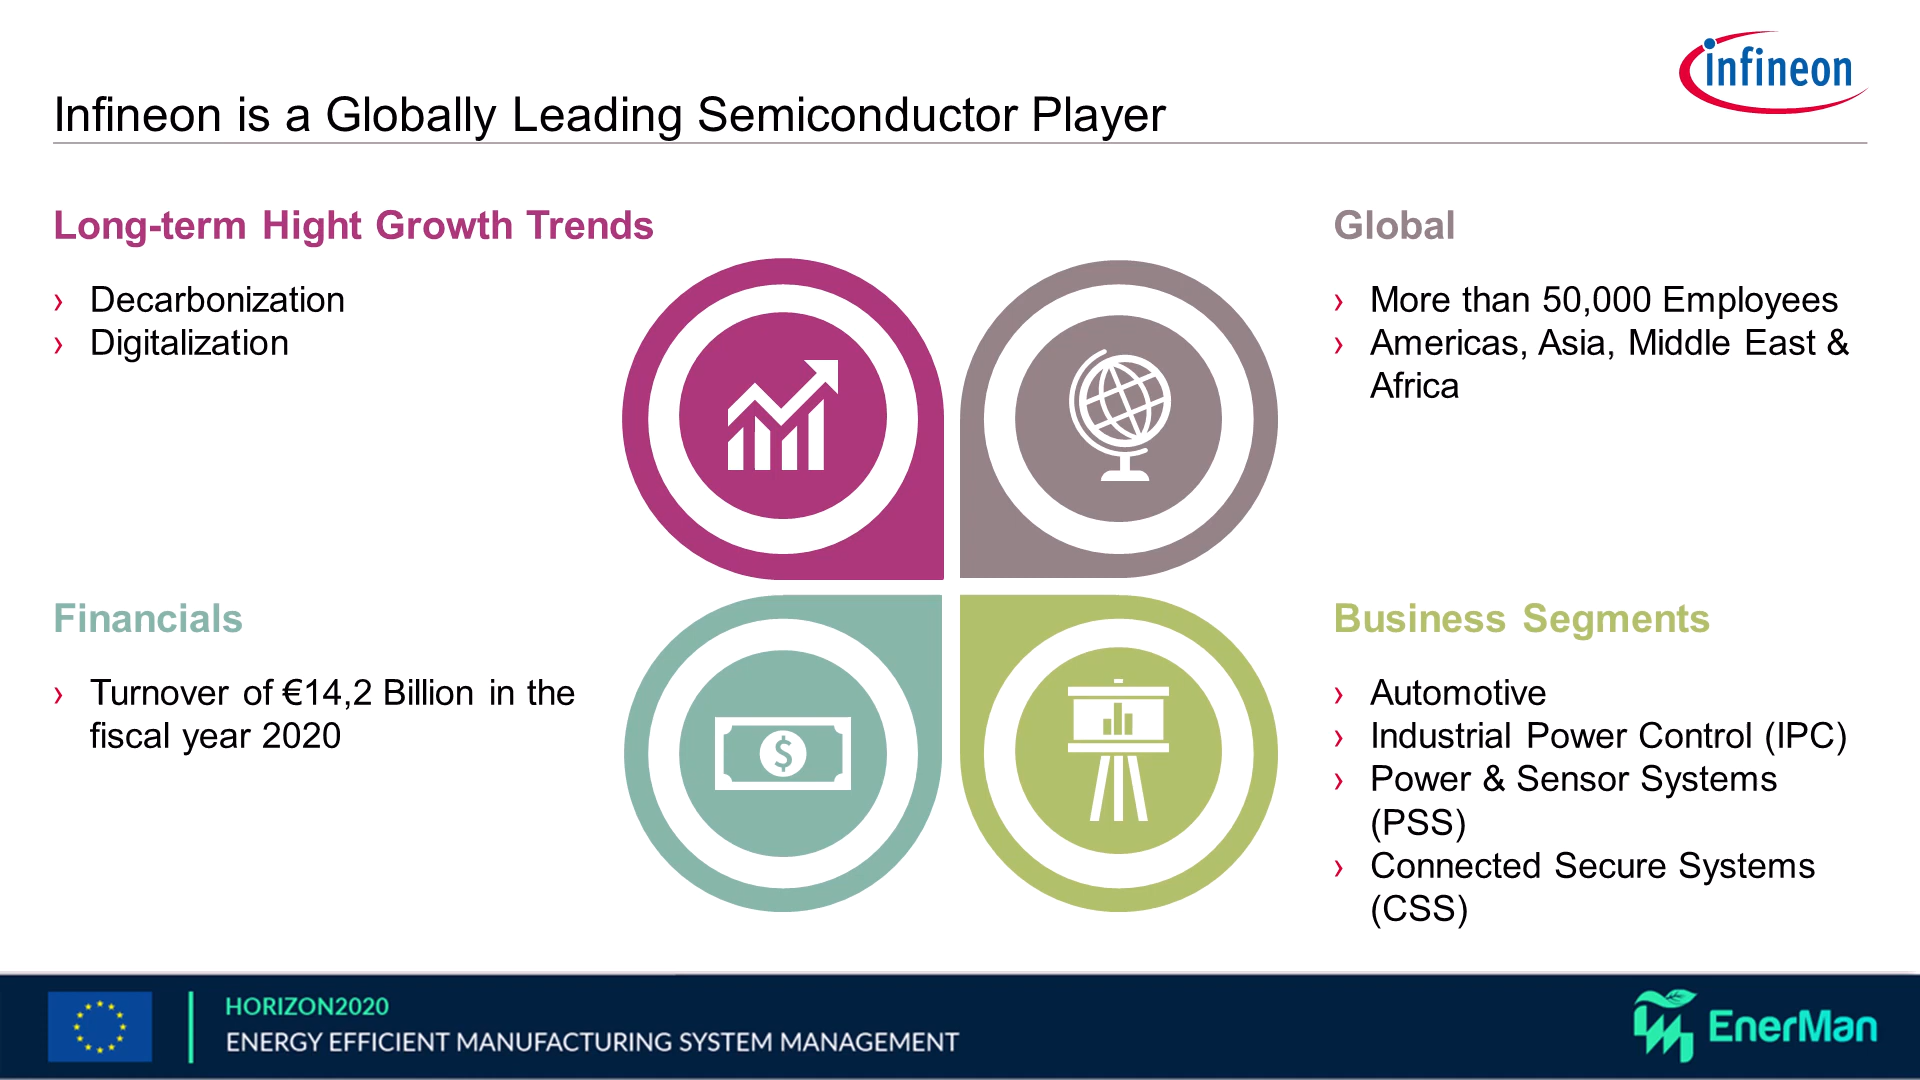 infineon
Infineon is a Globally Leading Semiconductor Player
Long-term Hight Growth Trends
› Decarbonization
› Digitalization
Global
› More than 50,000 Employees
› Americas, Asia, Middle East &
Africa
$
Financials
› Turnover of €14,2 Billion in the
fiscal year 2020
Business Segments
› Automotive
› Industrial Power Control (IPC)
› Power & Sensor Systems
(PSS)
› Connected Secure Systems
(CSS)
HORIZON2020
ENERGY EFFICIENT MANUFACTURING SYSTEM MANAGEMENT
EnerMan